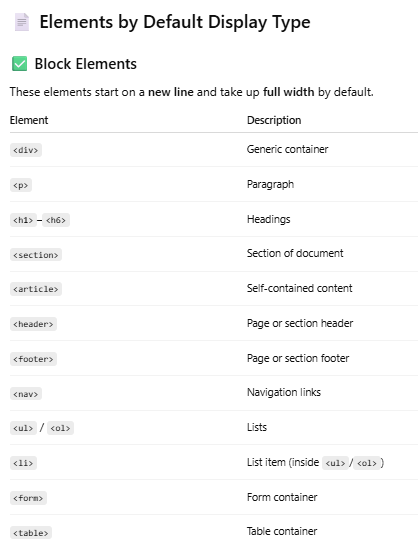 Elements by Default Display Type
Block Elements
These elements start on a new line and take up full width by default.
Element Description
<div> Generic container
<p> Paragraph
<h1>–<h6> Headings
<section> Section of document
<article> Self-contained content
<header> Page or section header
<footer> Page or section footer
<nav> Navigation links
<ul> / <ol> Lists
<li> List item (inside <ul> / <ol>)
<form> Form container
<table> Table container